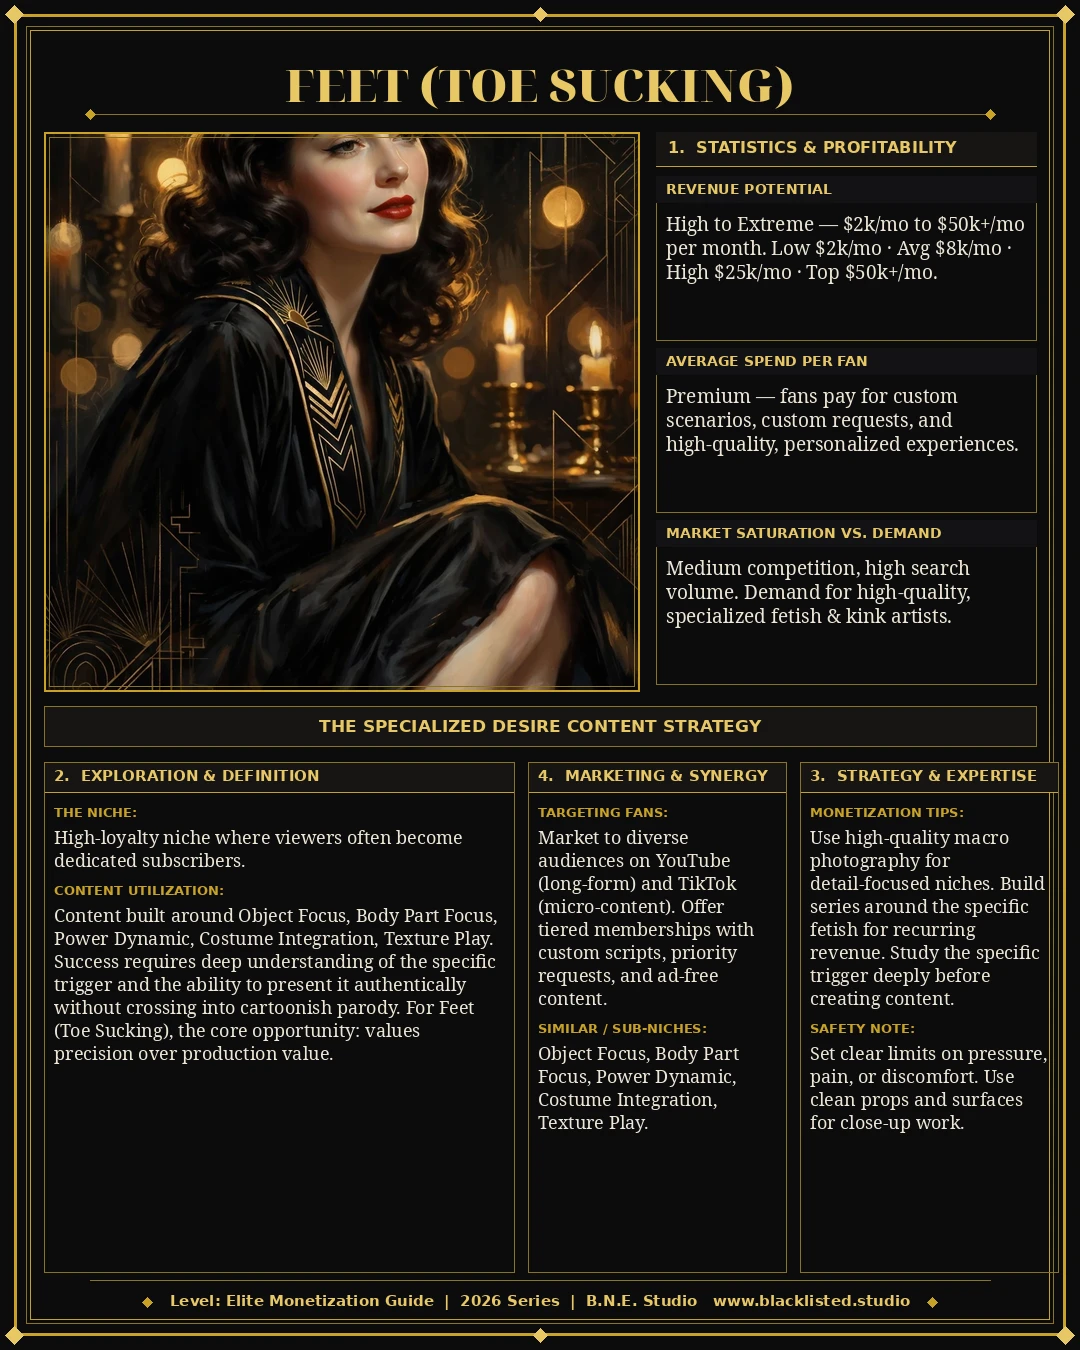 FEET (TOE SUCKING)
1. STATISTICS & PROFITABILITY
REVENUE POTENTIAL
High to Extreme — $2k/mo to $50k+/mo
per month. Low $2k/mo · Avg $8k/mo ·
High $25k/mo · Top $50k+/mo.
AVERAGE SPEND PER FAN
Premium — fans pay for custom
scenarios, custom requests, and
high-quality, personalized experiences.
MARKET SATURATION VS. DEMAND
Medium competition, high search
volume. Demand for high-quality,
specialized fetish & kink artists.
THE SPECIALIZED DESIRE CONTENT STRATEGY
2. EXPLORATION & DEFINITION
THE NICHE:
High-loyalty niche where viewers often become
dedicated subscribers.
CONTENT UTILIZATION:
Content built around Object Focus, Body Part Focus,
Power Dynamic, Costume Integration, Texture Play.
Success requires deep understanding of the specific
trigger and the ability to present it authentically
without crossing into cartoonish parody. For Feet
(Toe Sucking), the core opportunity: values
precision over production value.
4. MARKETING & SYNERGY
TARGETING FANS:
Market to diverse
audiences on YouTube
(long-form) and TikTok
(micro-content). Offer
tiered memberships with
custom scripts, priority
requests, and ad-free
content.
SIMILAR / SUB-NICHES:
Object Focus, Body Part
Focus, Power Dynamic,
Costume Integration,
Texture Play.
3. STRATEGY & EXPERTISE
MONETIZATION TIPS:
Use high-quality macro
photography for
detail-focused niches. Build
series around the specific
fetish for recurring
revenue. Study the specific
trigger deeply before
creating content.
SAFETY NOTE:
Set clear limits on pressure,
pain, or discomfort. Use
clean props and surfaces
for close-up work.
Level: Elite Monetization Guide | 2026 Series | B.N.E. Studio www.blacklisted.studio